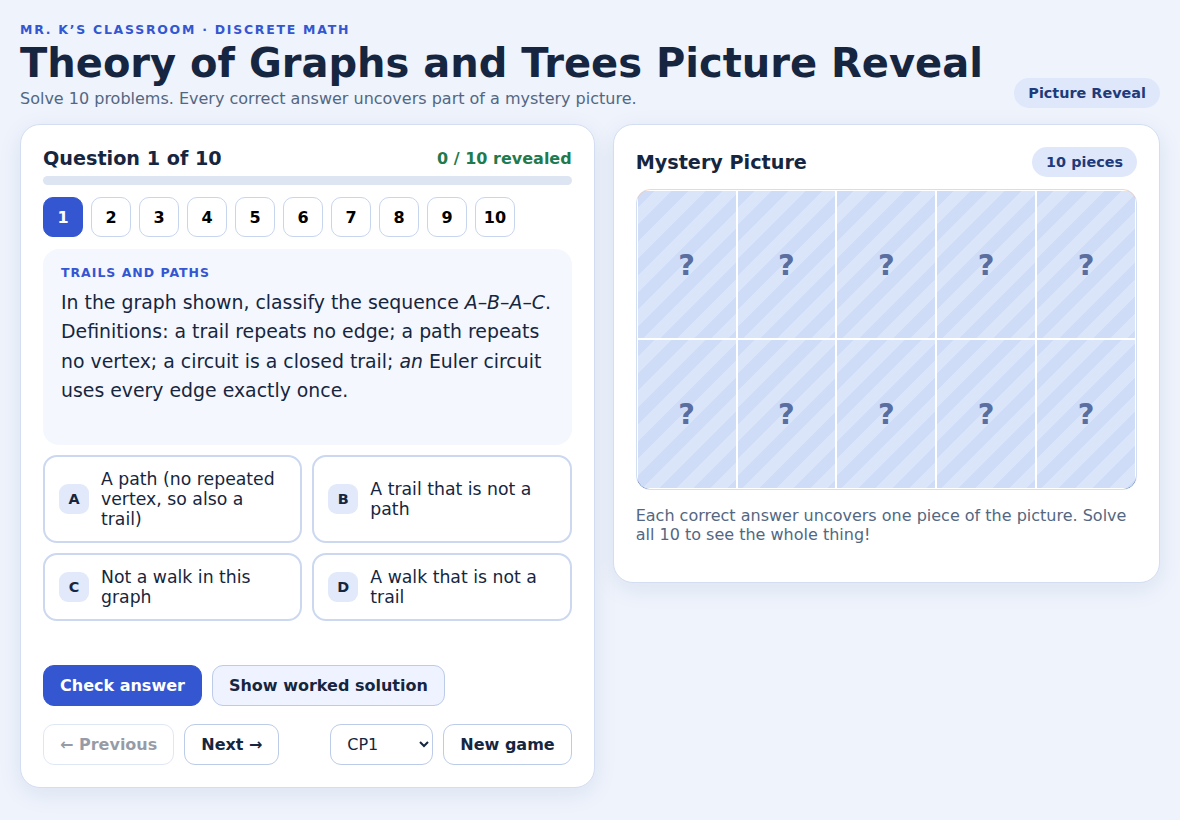 MR. K’S CLASSROOM · DISCRETE MATH
Theory of Graphs and Trees Picture Reveal
Solve 10 problems. Every correct answer uncovers part of a mystery picture.
Picture Reveal
Question 1 of 10
0 / 10 revealed
1 2 3 4 5 6 7 8 9 10
TRAILS AND PATHS
In the graph shown, classify the sequence A–B–A–C.
Definitions: a trail repeats no edge; a path repeats
no vertex; a circuit is a closed trail; an Euler circuit
uses every edge exactly once.
A
A path (no repeated
vertex, so also a
trail)
B
A trail that is not a
path
C
Not a walk in this
graph
D
A walk that is not a
trail
Check answer
Show worked solution
← Previous
Next →
CP1
New game
Mystery Picture
10 pieces
? ? ? ? ?
? ? ? ? ?
Each correct answer uncovers one piece of the picture. Solve
all 10 to see the whole thing!